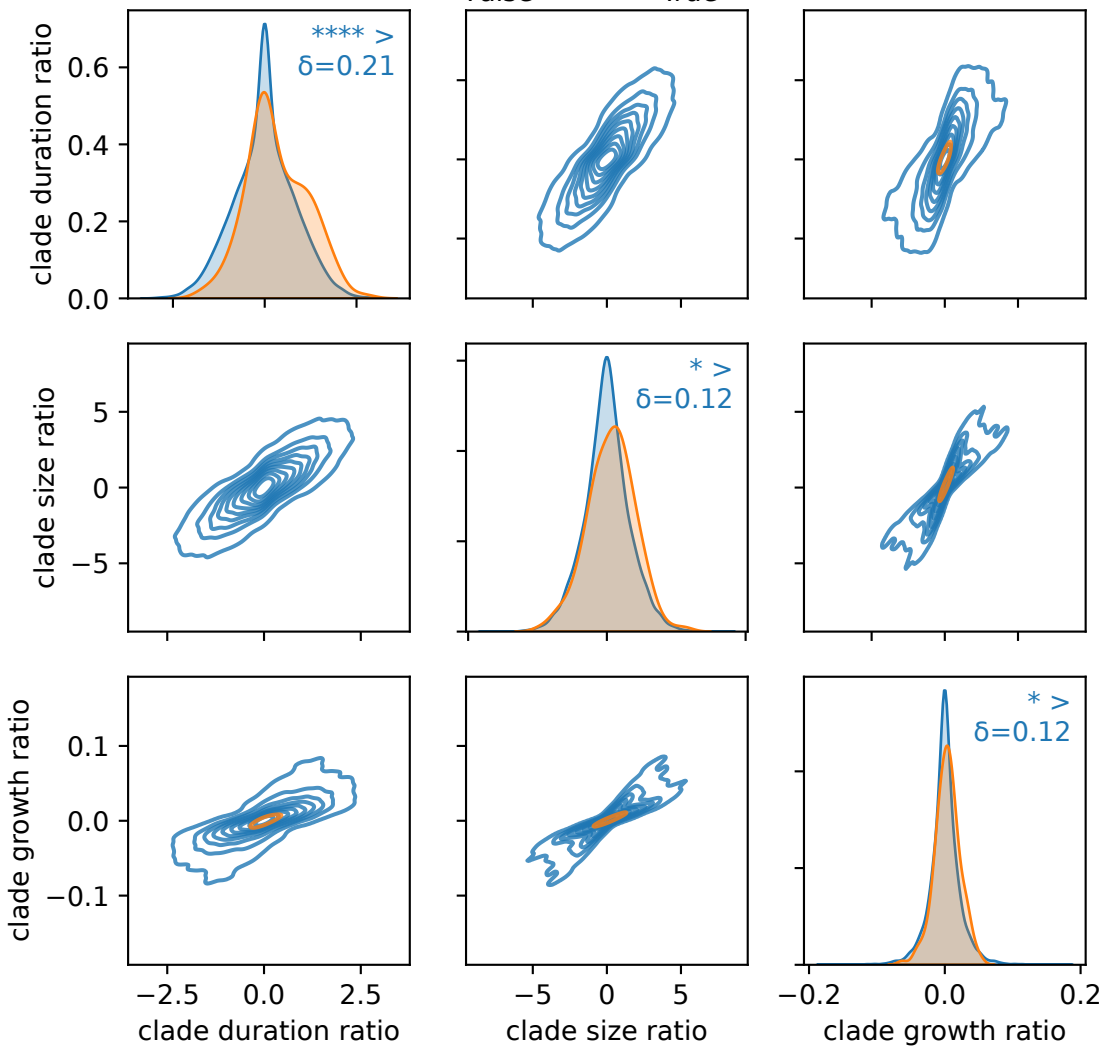 clade duration ratio
0.6
0.4
0.2
0.0
**** >
δ=0.21
clade size ratio
5
0
−5
* >
δ=0.12
clade growth ratio
0.1
0.0
−0.1
* >
δ=0.12
−2.5 0.0 2.5
−5 0 5
−0.2 0.0 0.2
clade duration ratio
clade size ratio
clade growth ratio